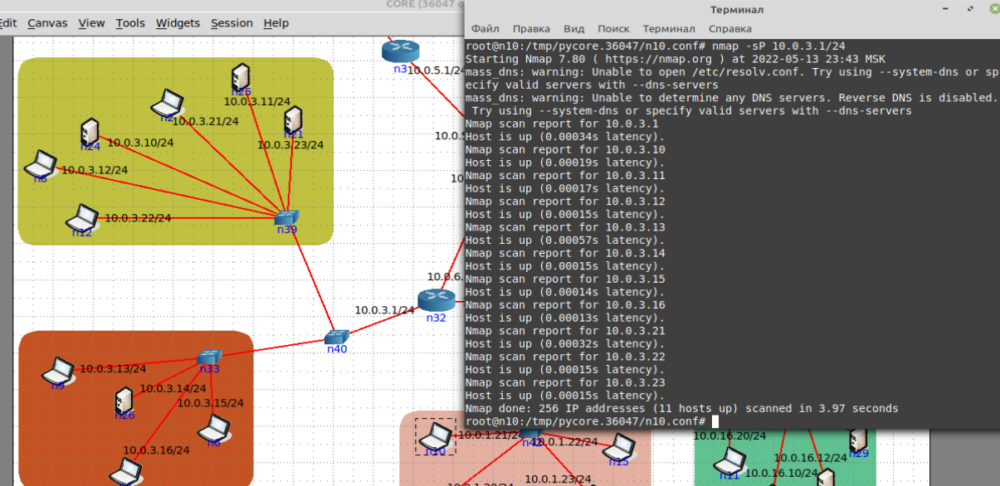 CORE (36047 o
Edit Canvas View Tools Widgets Session Help
n3
10.0.5.1/24
n25
10.0.3.11/24
n2
10.0.3.21/24
n21
10.0.3.23/24
n24
10.0.3.10/24
10.0.5
n8
10.0.3.12/24
10
n12
10.0.3.22/24
n39
10.0.6.
10.0.3.1/24
n32
n40
n33
n9
10.0.3.13/24
10.0.3.14/24
n26
10.0.3.15/24
n6
10.0.3.16/24
n10
10.0.1.21/24
10.0.1.22/24
n15
10.0.1.23/24
10.0.1.20/24
10.0.16.20/24
n29
10.0.16.12/24
n11
10.0.16.10/24
Терминал
Файл Правка Вид Поиск Терминал Справка
root@n10:/tmp/pycore.36047/n10.conf# nmap -sP 10.0.3.1/24
Starting Nmap 7.80 ( https://nmap.org ) at 2022-05-13 23:43 MSK
mass_dns: warning: Unable to open /etc/resolv.conf. Try using --system-dns or sp
ecify valid servers with --dns-servers
mass_dns: warning: Unable to determine any DNS servers. Reverse DNS is disabled.
Try using --system-dns or specify valid servers with --dns-servers
Nmap scan report for 10.0.3.1
Host is up (0.00034s latency).
Nmap scan report for 10.0.3.10
Host is up (0.00019s latency).
Nmap scan report for 10.0.3.11
Host is up (0.00017s latency).
Nmap scan report for 10.0.3.12
Host is up (0.00015s latency).
Nmap scan report for 10.0.3.13
Host is up (0.00057s latency).
Nmap scan report for 10.0.3.14
Host is up (0.00015s latency).
Nmap scan report for 10.0.3.15
Host is up (0.00014s latency).
Nmap scan report for 10.0.3.16
Host is up (0.00013s latency).
Nmap scan report for 10.0.3.21
Host is up (0.00032s latency).
Nmap scan report for 10.0.3.22
Host is up (0.00015s latency).
Nmap scan report for 10.0.3.23
Host is up (0.00015s latency).
Nmap done: 256 IP addresses (11 hosts up) scanned in 3.97 seconds
root@n10:/tmp/pycore.36047/n10.conf#